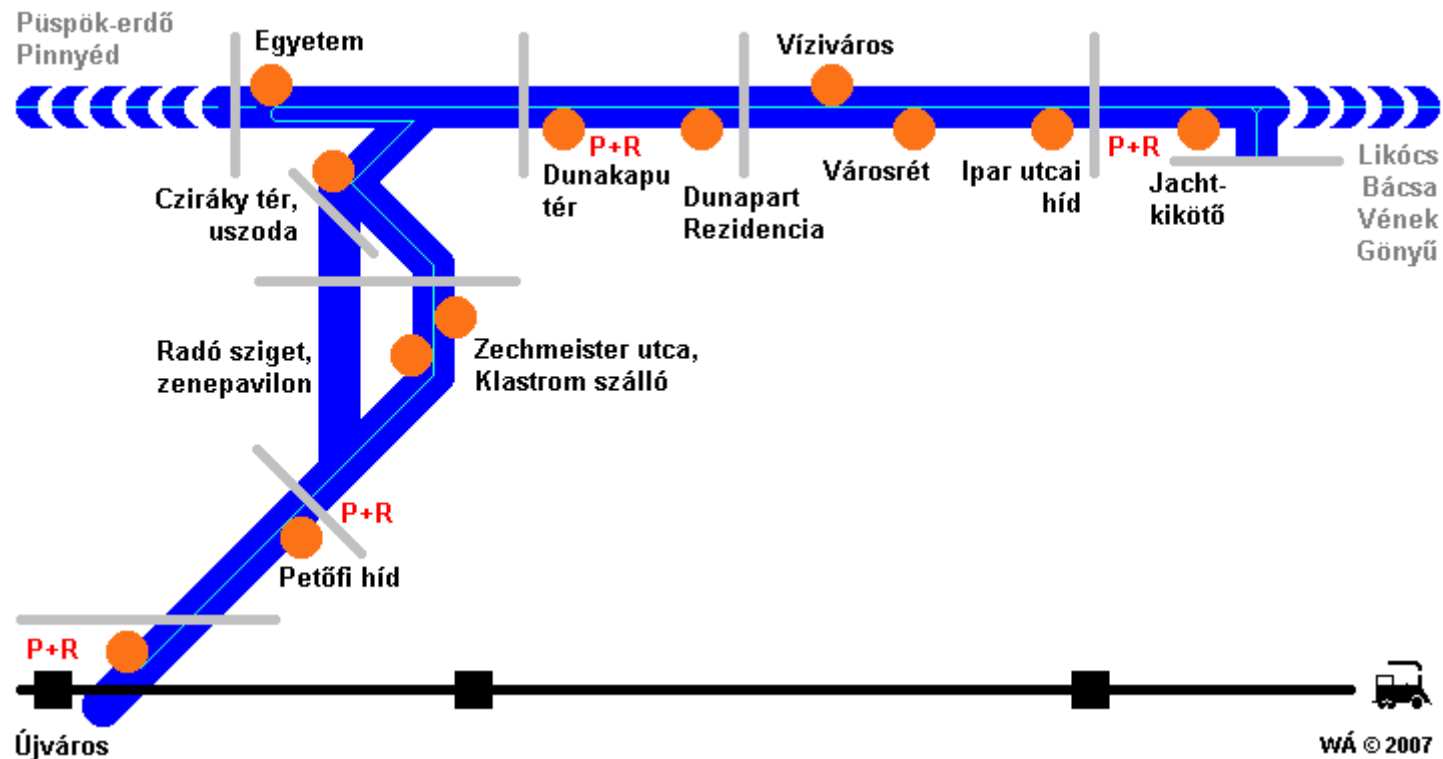 Püspök-erdő
Pinnyéd
Egyetem
Víziváros
P+R
P+R
Cziráky tér,
uszoda
Dunakapu
tér
Dunapart
Rezidencia
Városrét
Ipar utcai
híd
Jacht-
kikötő
Likócs
Bácsa
Vének
Gönyű
Radó sziget,
zenepavilon
Zechmeister utca,
Klastrom szálló
P+R
Petőfi híd
P+R
Újváros
WÁ © 2007